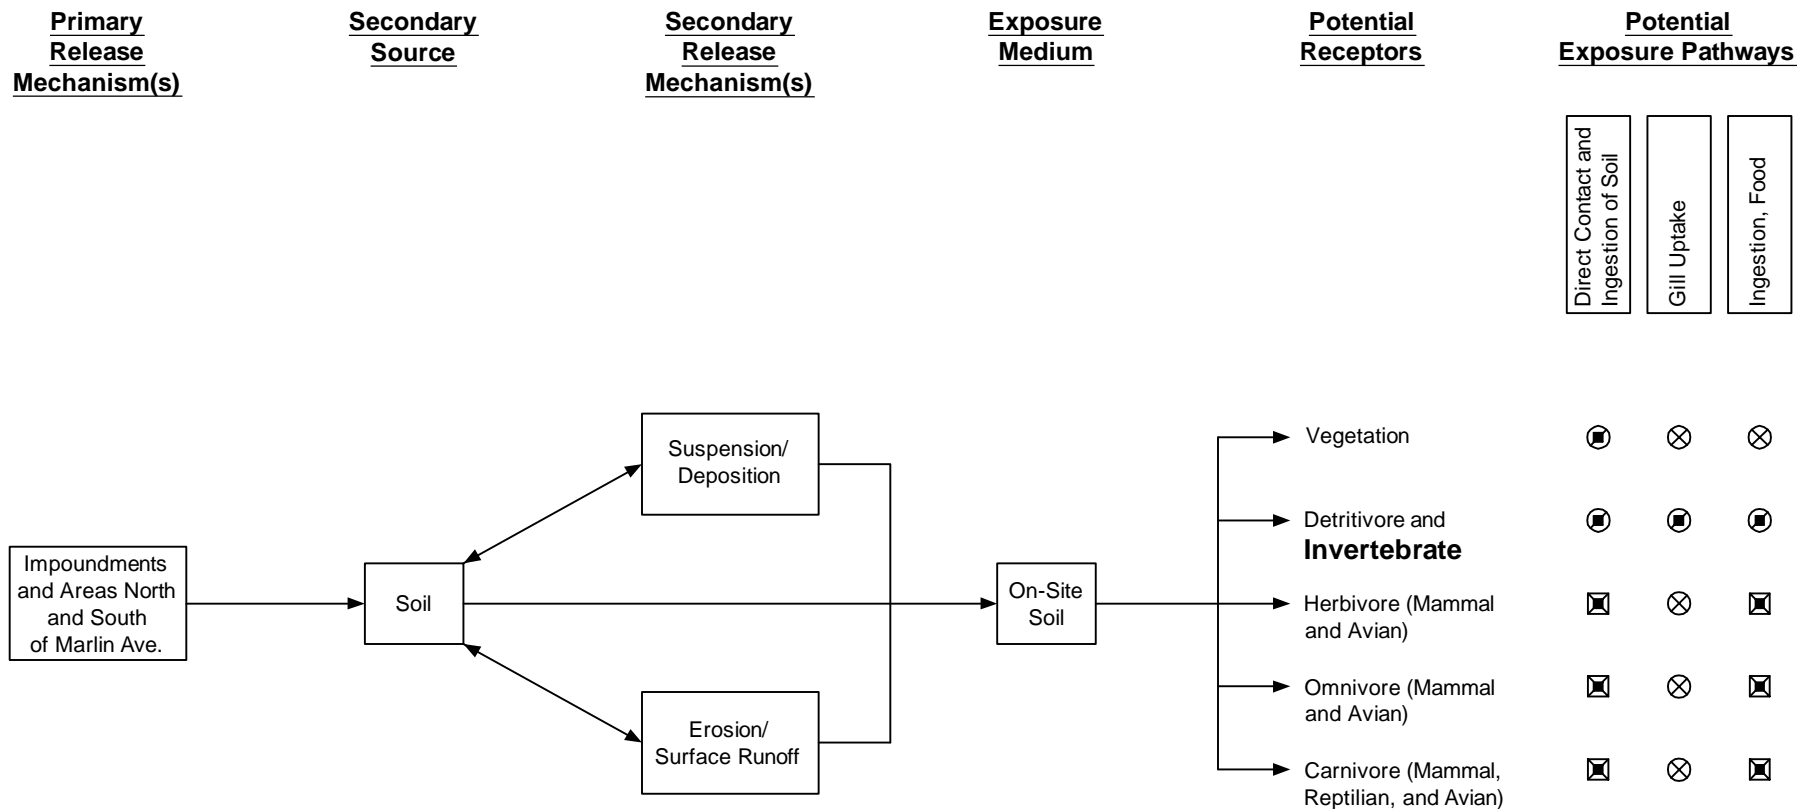 Primary
Release
Mechanism(s)
Secondary
Source
Secondary
Release
Mechanism(s)
Exposure
Medium
Potential
Receptors
Potential
Exposure Pathways
Direct Contact and
Ingestion of Soil
Gill Uptake
Ingestion, Food
Impoundments
and Areas North
and South
of Marlin Ave.
Soil
Suspension/
Deposition
Erosion/
Surface Runoff
On-Site
Soil
Vegetation
Detritivore and
Invertebrate
Herbivore (Mammal
and Avian)
Omnivore (Mammal
and Avian)
Carnivore (Mammal,
Reptilian, and Avian)